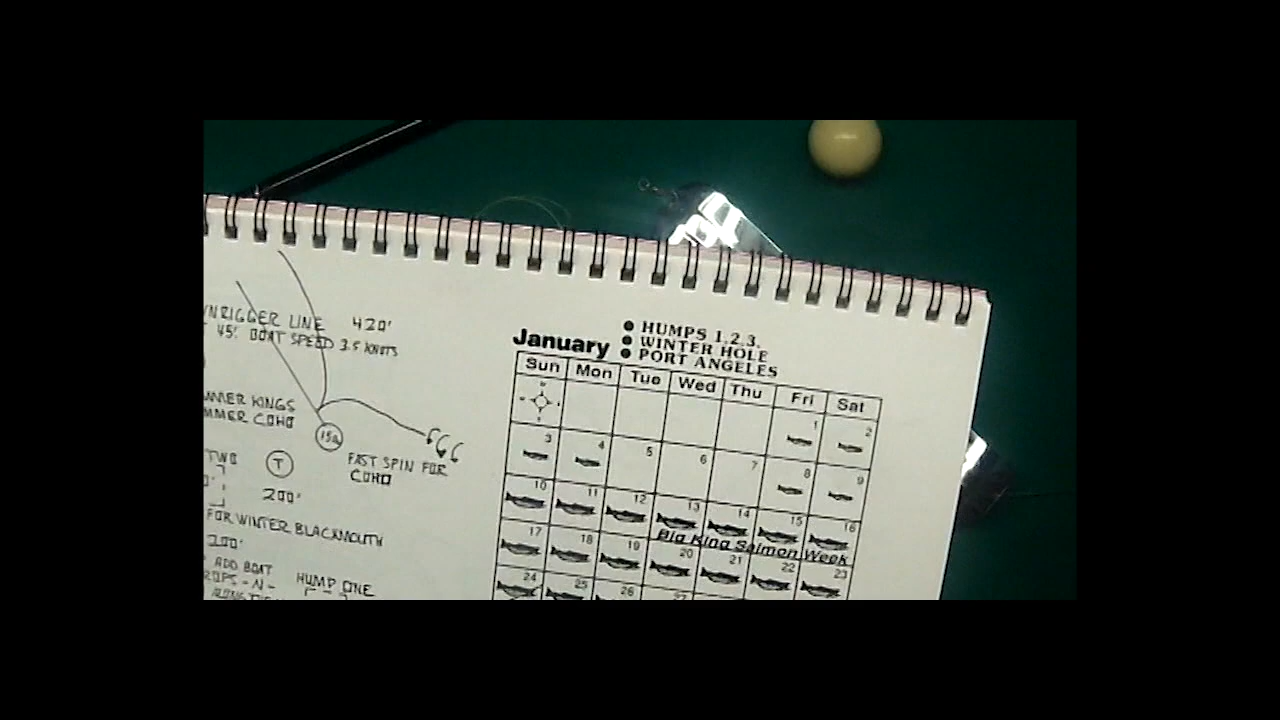 NRIGGER LINE 420'
45' BOAT SPEED 3.5 KNOTS
MMER KINGS
MMER COHO
TWO
T
200'
FAST SPIN FOR
COHO
FOR WINTER BLACKMOUTH
200'
ADD BOAT
HUMP ONE
January
HUMPS 1,2,3,
WINTER HOLE
PORT ANGELES
Sun Mon Tue Wed Thu Fri Sat
1 2
3 4 5 6 7 8 9
10 11 12 13 14 15 16
Big King Salmon Week
17 18 19 20 21 22 23
24 25 26 27